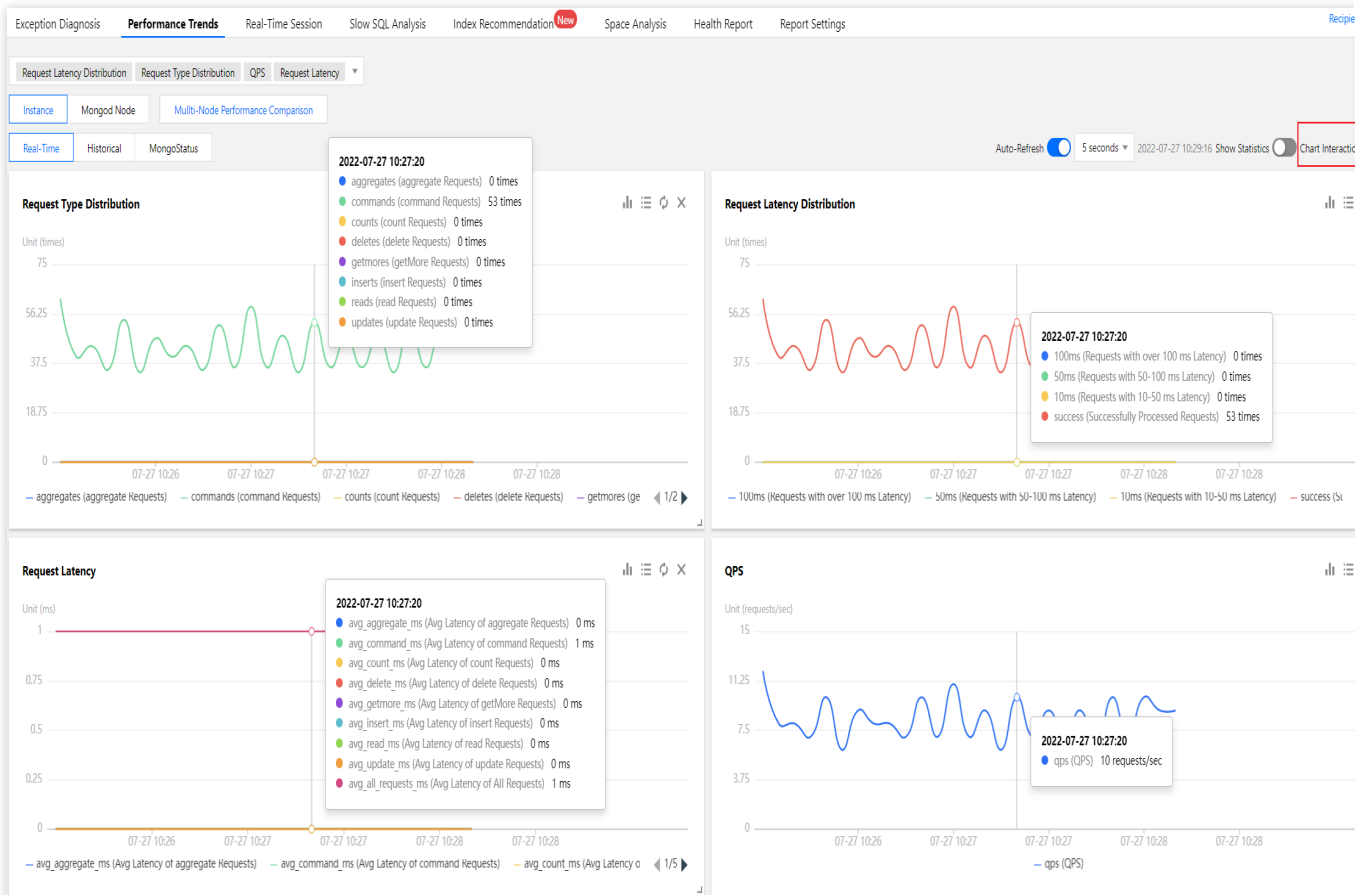 Exception Diagnosis Performance Trends Real-Time Session Slow SQL Analysis Index Recommendation New Space Analysis Health Report Report Settings Recipie
Request Latency Distribution Request Type Distribution QPS Request Latency
Instance Mongod Node Mullti-Node Performance Comparison
Real-Time Historical MongoStatus Auto-Refresh 5 seconds 2022-07-27 10:29:16 Show Statistics Chart Interactio
Request Type Distribution
Unit (times)
75
56.25
37.5
18.75
0
07-27 10:26 07-27 10:27 07-27 10:27 07-27 10:28 07-27 10:28
aggregates (aggregate Requests) commands (command Requests) counts (count Requests) deletes (delete Requests) getmores (ge 1/2
2022-07-27 10:27:20
aggregates (aggregate Requests) 0 times
commands (command Requests) 53 times
counts (count Requests) 0 times
deletes (delete Requests) 0 times
getmores (getMore Requests) 0 times
inserts (insert Requests) 0 times
reads (read Requests) 0 times
updates (update Requests) 0 times
Request Latency Distribution
Unit (times)
75
56.25
37.5
18.75
0
07-27 10:26 07-27 10:27 07-27 10:27 07-27 10:28 07-27 10:28
100ms (Requests with over 100 ms Latency) 50ms (Requests with 50-100 ms Latency) 10ms (Requests with 10-50 ms Latency) success (Su
2022-07-27 10:27:20
100ms (Requests with over 100 ms Latency) 0 times
50ms (Requests with 50-100 ms Latency) 0 times
10ms (Requests with 10-50 ms Latency) 0 times
success (Successfully Processed Requests) 53 times
Request Latency
Unit (ms)
1
0.75
0.5
0.25
0
07-27 10:26 07-27 10:27 07-27 10:27 07-27 10:28 07-27 10:28
avg_aggregate_ms (Avg Latency of aggregate Requests) avg_command_ms (Avg Latency of command Requests) avg_count_ms (Avg Latency o 1/5
2022-07-27 10:27:20
avg_aggregate_ms (Avg Latency of aggregate Requests) 0 ms
avg_command_ms (Avg Latency of command Requests) 1 ms
avg_count_ms (Avg Latency of count Requests) 0 ms
avg_delete_ms (Avg Latency of delete Requests) 0 ms
avg_getmore_ms (Avg Latency of getMore Requests) 0 ms
avg_insert_ms (Avg Latency of insert Requests) 0 ms
avg_read_ms (Avg Latency of read Requests) 0 ms
avg_update_ms (Avg Latency of update Requests) 0 ms
avg_all_requests_ms (Avg Latency of All Requests) 1 ms
QPS
Unit (requests/sec)
15
11.25
7.5
3.75
0
07-27 10:26 07-27 10:27 07-27 10:27 07-27 10:28 07-27 10:28
qps (QPS)
2022-07-27 10:27:20
qps (QPS) 10 requests/sec